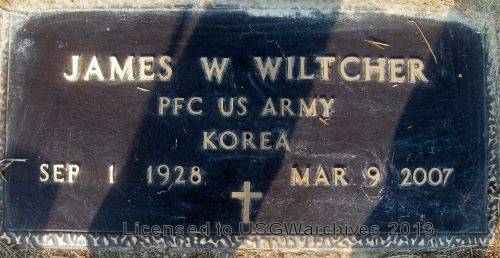 JAMES W WILTCHER
PFC US ARMY
KOREA
SEP 1 1928 MAR 9 2007
Licensed to USGWarchives 2013